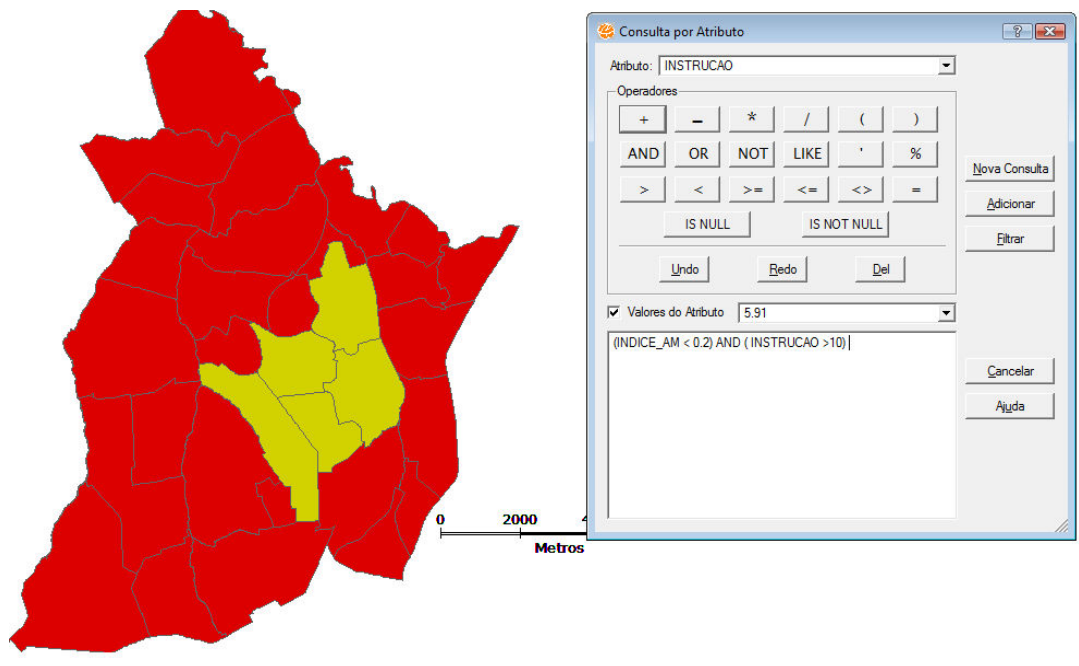 Consulta por Atributo
Atributo: INSTRUCAO
Operadores
+ - * / ( )
AND OR NOT LIKE ' %
> < >= <= <> =
IS NULL IS NOT NULL
Undo Redo Del
Nova Consulta
Adicionar
Filtrar
Valores do Atributo 5.91
(INDICE_AM < 0.2) AND ( INSTRUCAO >10)
Cancelar
Ajuda
0 2000
Metros